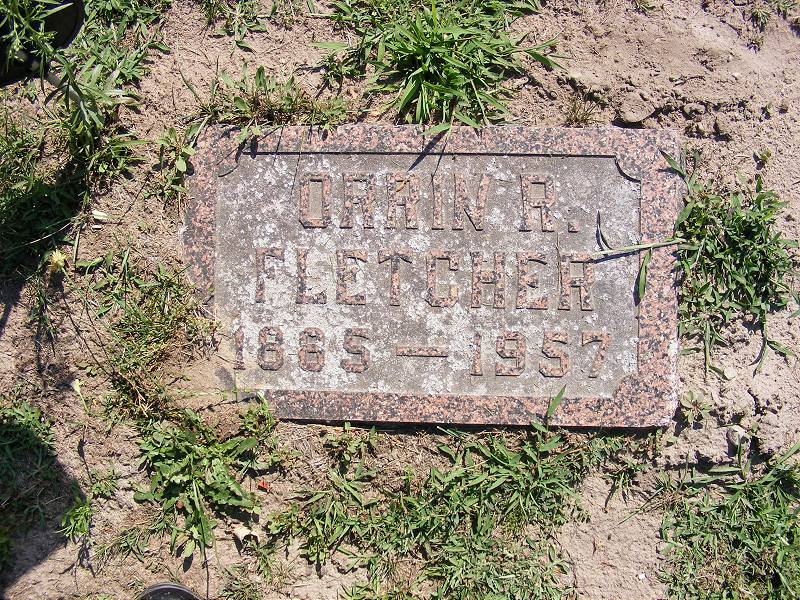 ORRIN R.
FLETCHER
1885 — 1957